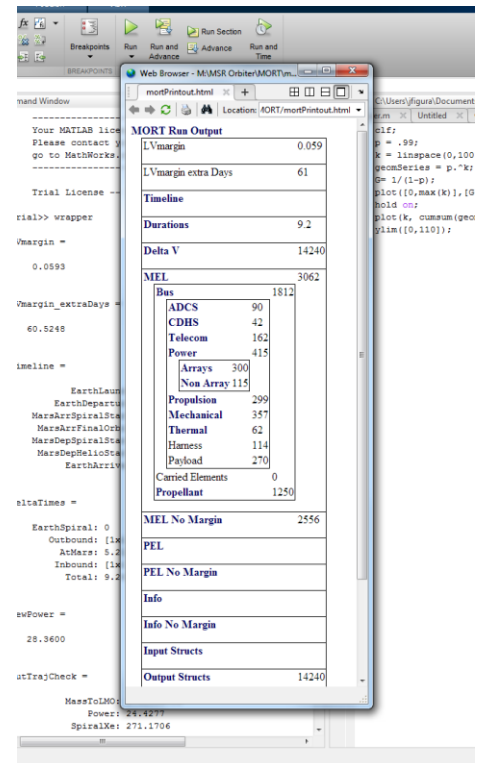 fx
Breakpoints
Run
Run and
Advance
Run Section
Advance
Run and
Time
BREAKPOINTS
Web Browser - M:\MSR Orbiter\MORT\m...
mortPrintout.html
Location:
MORT/mortPrintout.html
MORT Run Output
LVmargin 0.059
LVmargin extra Days 61
Timeline
Durations 9.2
Delta V 14240
MEL 3062
Bus 1812
ADCS 90
CDHS 42
Telecom 162
Power 415
Arrays 300
Non Array 115
Propulsion 299
Mechanical 357
Thermal 62
Harness 114
Payload 270
Carried Elements 0
Propellant 1250
MEL No Margin 2556
PEL
PEL No Margin
Info
Info No Margin
Input Structs
Output Structs 14240
mand Window
Your MATLAB lice
Please contact y
go to MathWorks.
Trial License --
rial>> wrapper
Vmargin =
0.0593
Vmargin_extraDays =
60.5248
imeline =
EarthLaun
EarthDepartu
MarsArrSpiralSta
MarsArrFinalOrb
MarsDepSpiralSta
MarsDepHelioSta
EarthArriv
eltaTimes =
EarthSpiral: 0
Outbound: [1x
AtMars: 5.2
Inbound: [1x
Total: 9.2
ewPower =
28.3600
utTrajCheck =
MassToLMO:
Power: 24.4277
SpiralXe: 271.1706
C:\Users\jfigura\Document
er.m Untitled
clf;
p = .99;
k = linspace(0,100
geomSeries = p.^k;
G= 1/(1-p);
plot([0,max(k)],[G
hold on;
plot(k, cumsum(geo
ylim([0,110]);